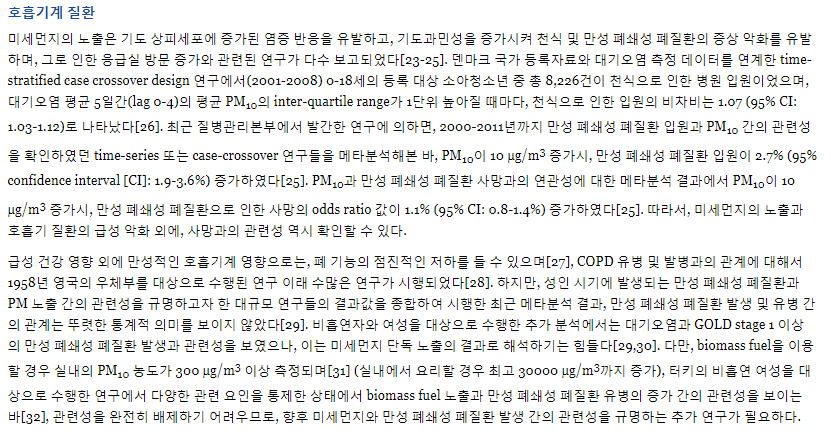 호흡기계 질환
미세먼지의 노출은 기도 상피세포에 증가된 염증 반응을 유발하고, 기도과민성을 증가시켜 천식 및 만성 폐쇄성 폐질환의 증상 악화를 유발
하며, 그로 인한 응급실 방문 증가와 관련된 연구가 다수 보고되었다[23-25]. 덴마크 국가 등록자료와 대기오염 측정 데이터를 연계한 time-
stratified case crossover design 연구에서(2001-2008) 0-18세의 등록 대상 소아청소년 중 총 8,226건이 천식으로 인한 병원 입원이었으며,
대기오염 평균 5일간(lag 0-4)의 평균 PM10의 inter-quartile range가 1단위 높아질 때마다, 천식으로 인한 입원의 비차비는 1.07 (95% CI:
1.03-1.12)로 나타났다[26]. 최근 질병관리본부에서 발간한 연구에 의하면, 2000-2011년까지 만성 폐쇄성 폐질환 입원과 PM10 간의 관련성
을 확인하였던 time-series 또는 case-crossover 연구들을 메타분석해본 바, PM10이 10 μg/m3 증가시, 만성 폐쇄성 폐질환 입원이 2.7% (95%
confidence interval [CI]: 1.9-3.6%) 증가하였다[25]. PM10과 만성 폐쇄성 폐질환 사망과의 연관성에 대한 메타분석 결과에서 PM10이 10
μg/m3 증가시, 만성 폐쇄성 폐질환으로 인한 사망의 odds ratio 값이 1.1% (95% CI: 0.8-1.4%) 증가하였다[25]. 따라서, 미세먼지의 노출과
호흡기 질환의 급성 악화 외에, 사망과의 관련성 역시 확인할 수 있다.
급성 건강 영향 외에 만성적인 호흡기계 영향으로는, 폐 기능의 점진적인 저하를 들 수 있으며[27], COPD 유병 및 발병과의 관계에 대해서
1958년 영국의 우체부를 대상으로 수행된 연구 이래 수많은 연구가 시행되었다[28]. 하지만, 성인 시기에 발생되는 만성 폐쇄성 폐질환과
PM 노출 간의 관련성을 규명하고자 한 대규모 연구들의 결과값을 종합하여 시행한 최근 메타분석 결과, 만성 폐쇄성 폐질환 발생 및 유병 간
의 관계는 뚜렷한 통계적 의미를 보이지 않았다[29]. 비흡연자와 여성을 대상으로 수행한 추가 분석에서는 대기오염과 GOLD stage 1 이상
의 만성 폐쇄성 폐질환 발생과 관련성을 보였으나, 이는 미세먼지 단독 노출의 결과로 해석하기는 힘들다[29,30]. 다만, biomass fuel을 이용
할 경우 실내의 PM10 농도가 300 μg/m3 이상 측정되며[31] (실내에서 요리할 경우 최고 30000 μg/m3까지 증가), 터키의 비흡연 여성을 대
상으로 수행한 연구에서 다양한 관련 요인을 통제한 상태에서 biomass fuel 노출과 만성 폐쇄성 폐질환 유병의 증가 간의 관련성을 보이는
바[32], 관련성을 완전히 배제하기 어려우므로, 향후 미세먼지와 만성 폐쇄성 폐질환 발생 간의 관련성을 규명하는 추가 연구가 필요하다.